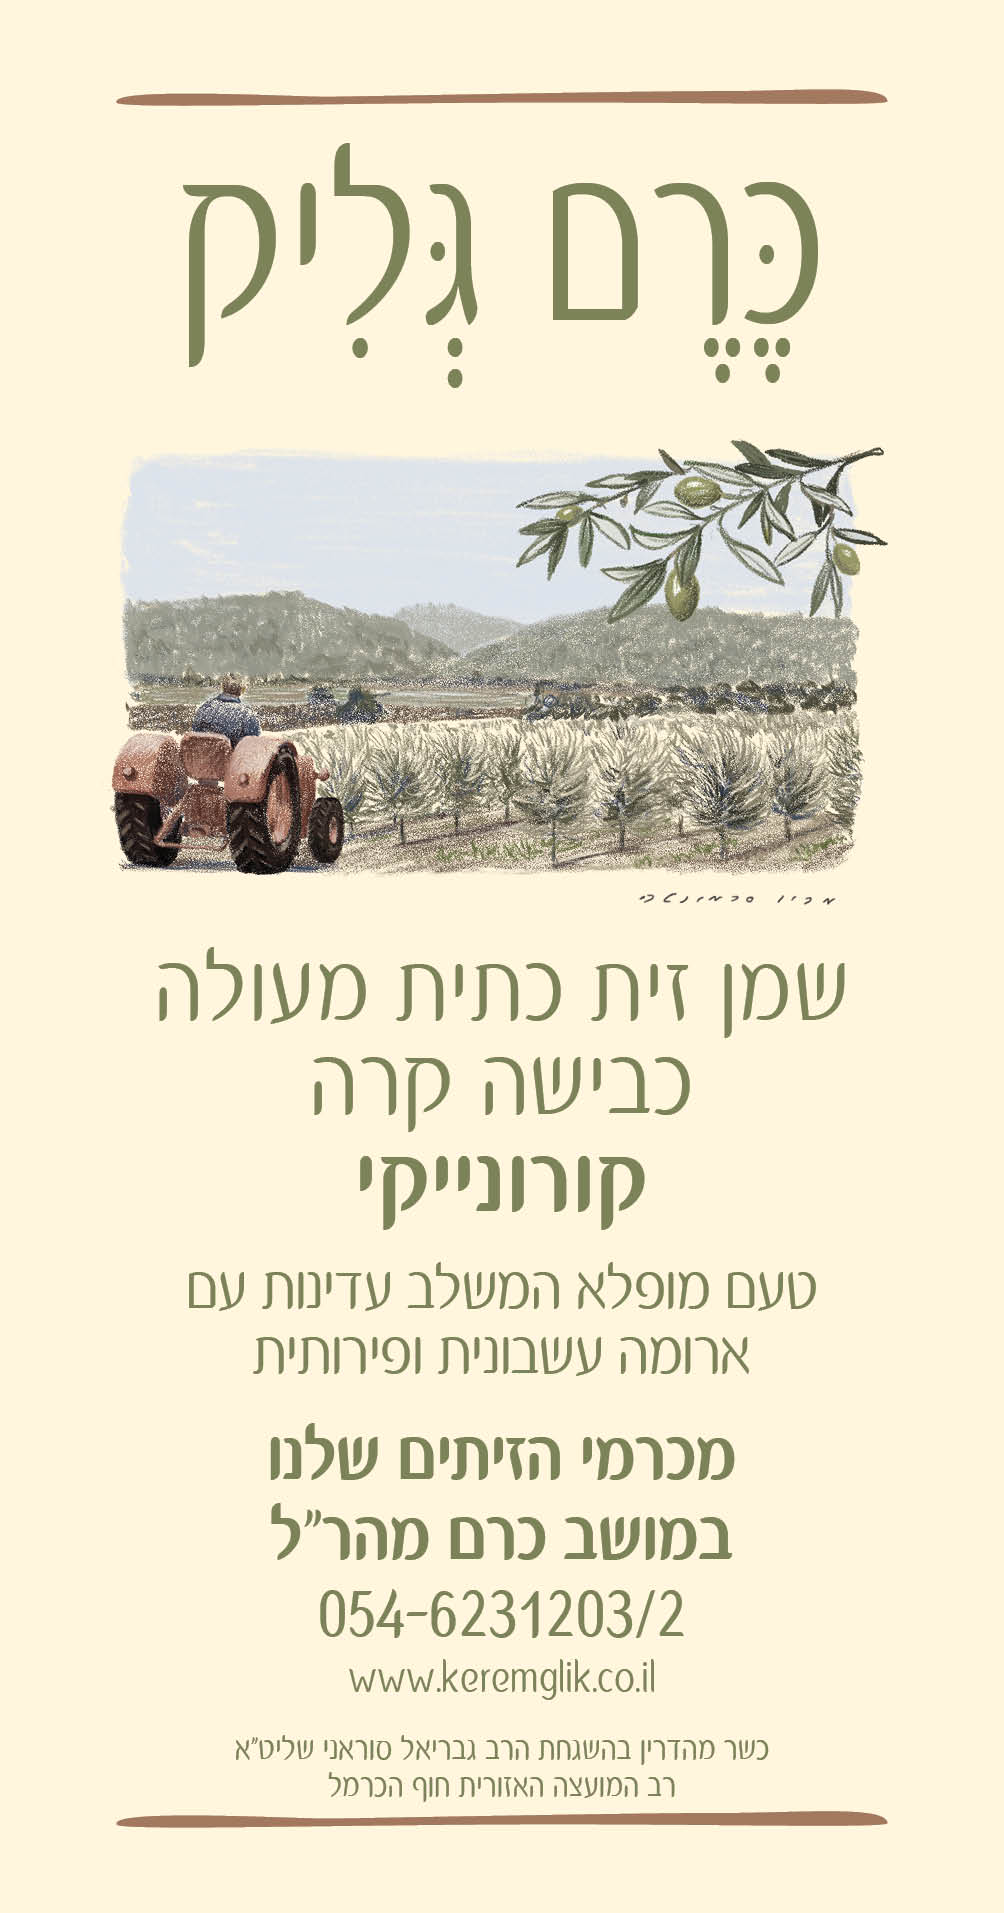 כֶּרֶם גְּלִיק
מריו סרמונטבי
שמן זית כתית מעולה
כבישה קרה
קורונייקי
טעם מופלא המשלב עדינות עם
ארומה עשבונית ופירותית
מכרמי הזיתים שלנו
במושב כרם מהר"ל
054-6231203/2
www.keremglik.co.il
כשר מהדרין בהשגחת הרב גבריאל סוראני שליט"א
רב המועצה האזורית חוף הכרמל